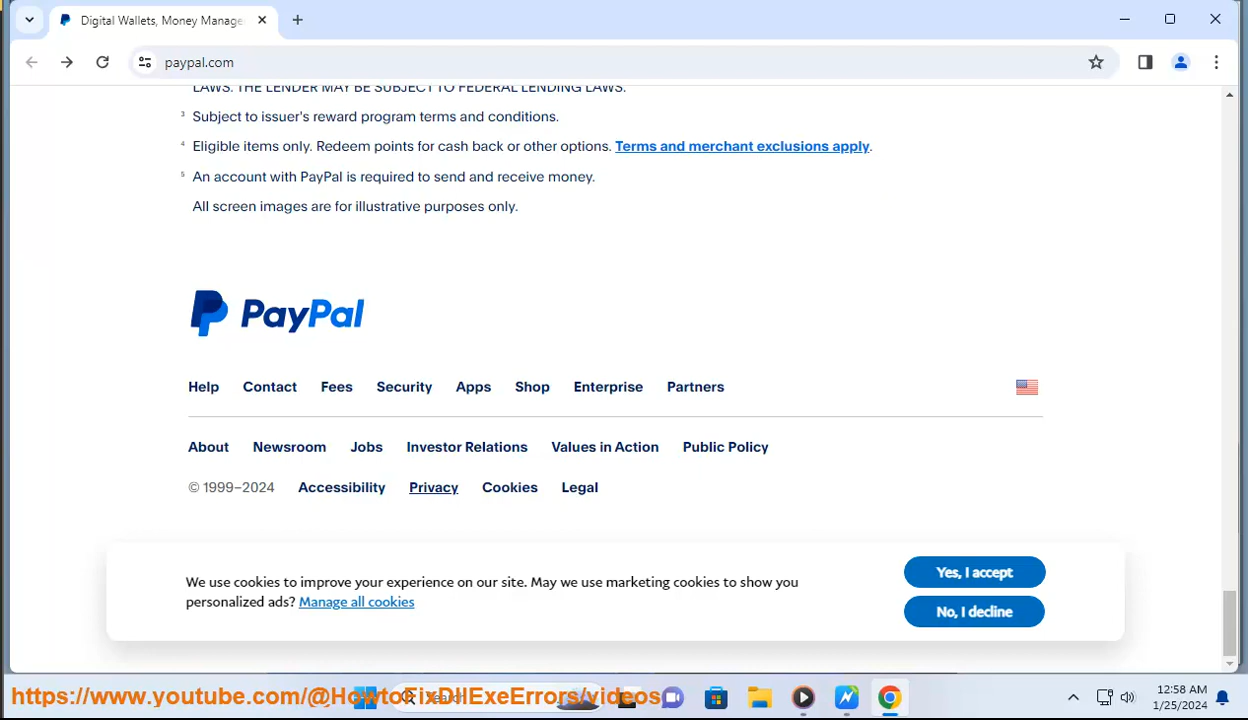 Digital Wallets, Money Manage
paypal.com
LAWS. THE LENDER MAY BE SUBJECT TO FEDERAL LENDING LAWS.
3 Subject to issuer's reward program terms and conditions.
4 Eligible items only. Redeem points for cash back or other options. Terms and merchant exclusions apply.
5 An account with PayPal is required to send and receive money.
All screen images are for illustrative purposes only.
PayPal
Help Contact Fees Security Apps Shop Enterprise Partners
About Newsroom Jobs Investor Relations Values in Action Public Policy
© 1999–2024 Accessibility Privacy Cookies Legal
We use cookies to improve your experience on our site. May we use marketing cookies to show you
personalized ads? Manage all cookies
Yes, I accept
No, I decline
https://www.youtube.com/@HowtoFixDllExeErrors/videos
Search
12:58 AM
1/25/2024